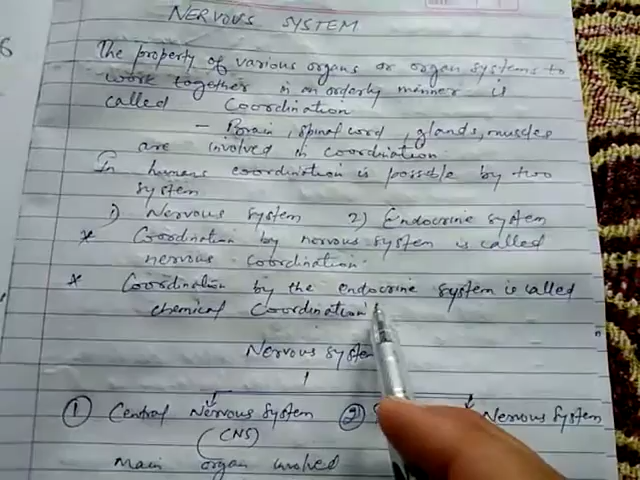 NERVOUS SYSTEM
The property of various organs or organ systems to
work together in an orderly manner is
called Coordination
- Brain, spinal cord, glands, muscles
are involved in coordination.
In humans coordination is possible by two
system
1) Nervous System 2) Endocrine system
* Coordination by nervous system is called
nervous coordination.
* Coordination by the endocrine system is called
chemical Coordination
Nervous system
① Central Nervous System ② Nervous System
(CNS)
Main organ involved